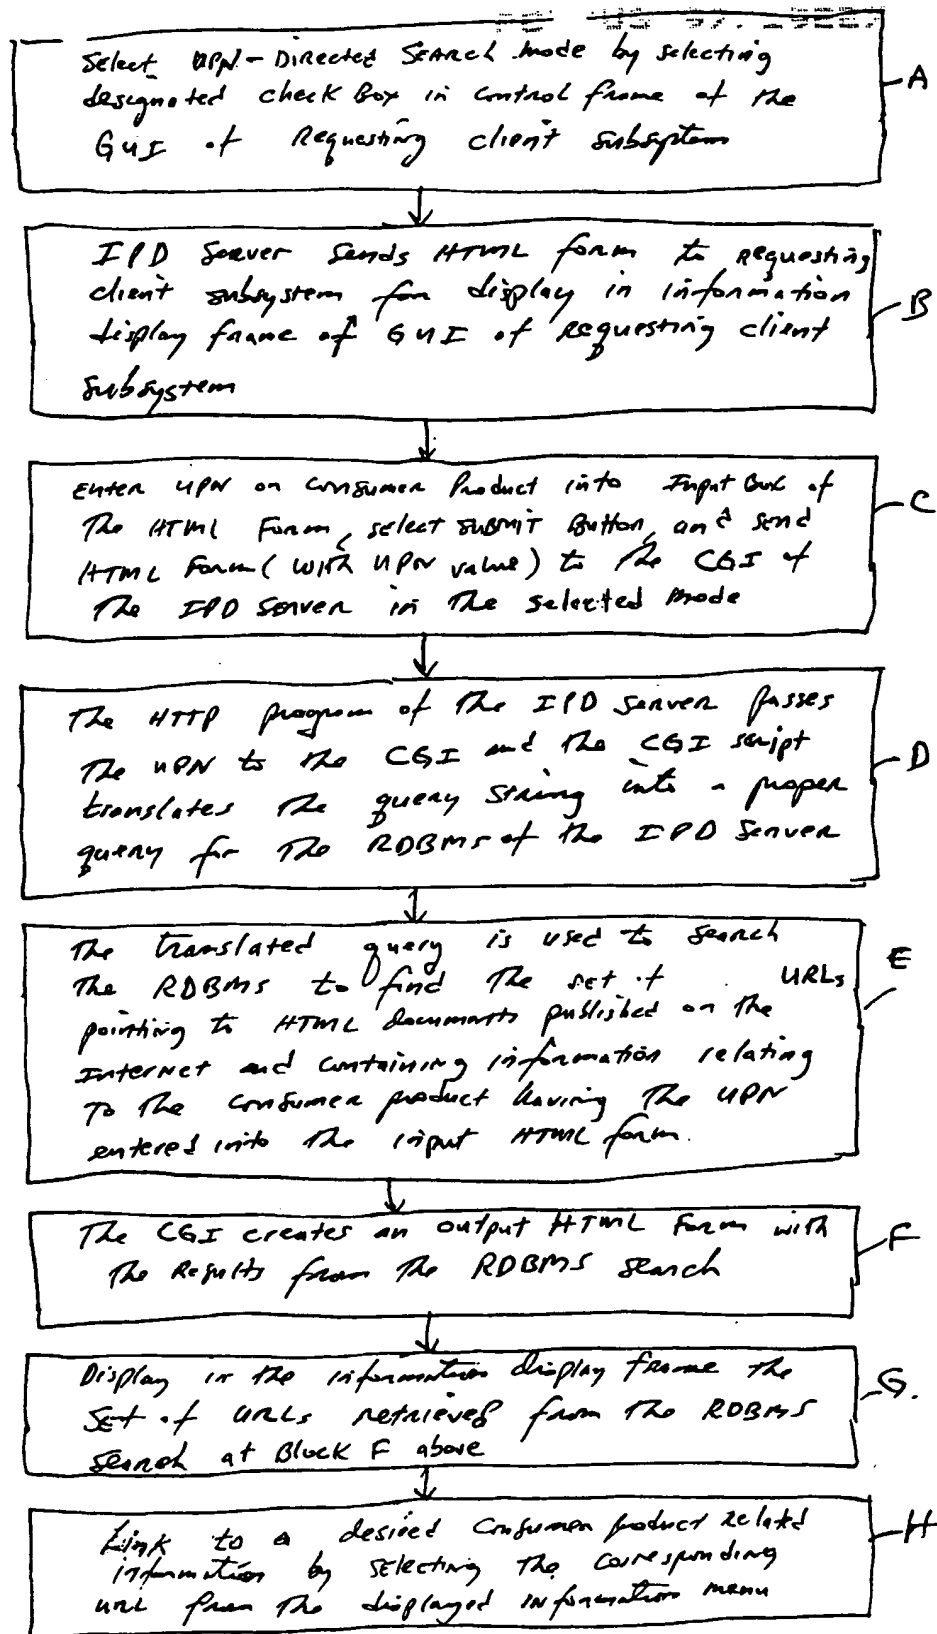 Select UPN-Directed Search mode by selecting
designated check Box in control frame of the
GUI of Requesting client subsystem
A
IPD Server Sends HTML form to requesting
client subsystem for display in information
display frame of GUI of requesting client
subsystem
B
Enter UPN on Consumer Product into Input Box of
The HTML Form, select SUBMIT Button, and send
HTML Form (with UPN value) to the CGI of
The IPD Server in the selected mode
C
The HTTP program of the IPD Server passes
The UPN to the CGI and the CGI script
translates the query string into a proper
query for the RDBMS of the IPD Server
D
The translated query is used to search
The RDBMS to find the set of URLs
pointing to HTML documents published on the
Internet and containing information relating
To the consumer product having the UPN
entered into the input HTML form.
E
The CGI creates an output HTML Form with
The Results from the RDBMS search
F
Display in the information display frame the
Set of URLs retrieved from the RDBMS
Search at Block F above
G.
Link to a desired Consumer product related
information by selecting the corresponding
URL from the displayed information menu
H